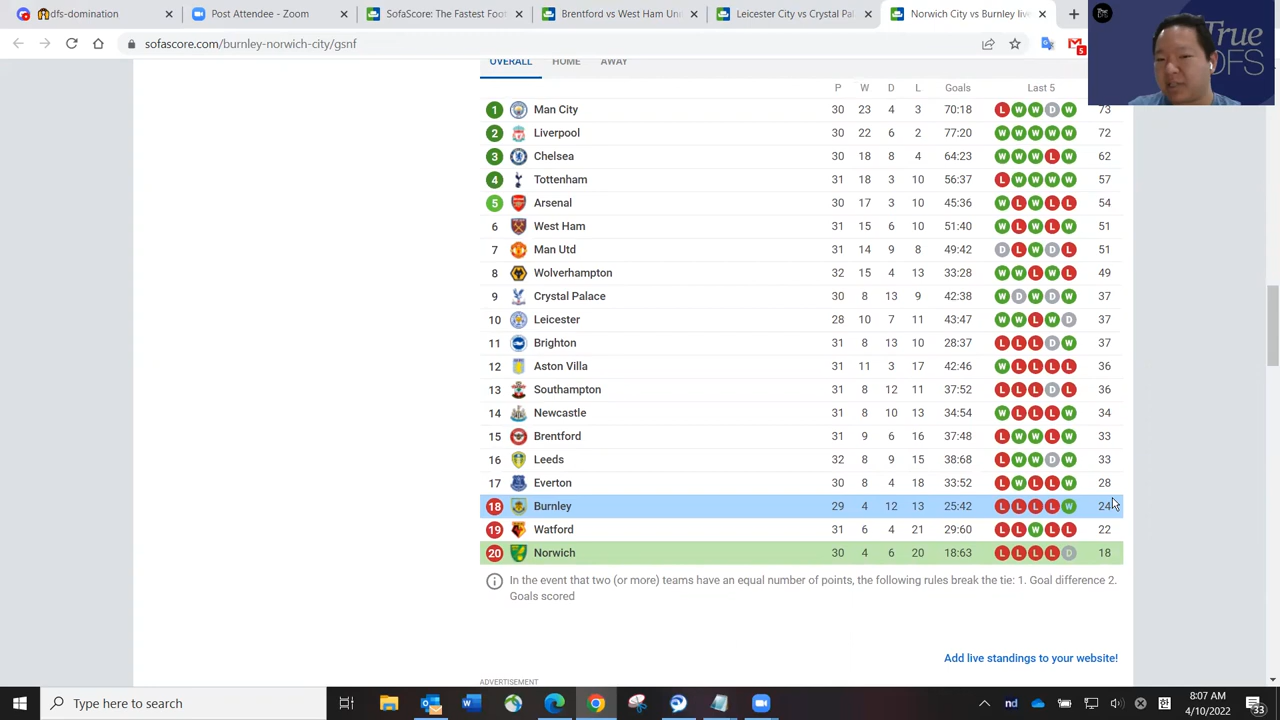 dfs-domination
Post Attendee - Zoom
SofaScore: The Fastest Foo
Brentford vs West Ham Un
Leicester City vs Crystal Pal
Norwich City vs Burnley live
sofascore.com/burnley-norwich-city/gsnr
5
True
DFS
OVERALL HOME AWAY
P W D L Goals Last 5
1 Man City 30 23 4 3 70:18 L W W D W 73
2 Liverpool 30 22 6 2 77:20 W W W W W 72
3 Chelsea 30 18 8 4 64:23 W W W L W 62
4 Tottenham 31 18 3 10 56:37 L W W W W 57
5 Arsenal 30 17 3 10 45:36 W L W L L 54
6 West Ham 31 15 6 10 51:40 W L W L W 51
7 Man Utd 31 14 9 8 49:42 D L W D L 51
8 Wolverhampton 32 15 4 13 33:28 W W L W L 49
9 Crystal Palace 30 8 13 9 42:38 W D W D W 37
10 Leicester 28 10 7 11 43:47 W W L W D 37
11 Brighton 31 8 13 10 28:37 L L L D W 37
12 Aston Villa 31 11 3 17 42:46 W L L L L 36
13 Southampton 31 8 12 11 37:52 L L L D L 36
14 Newcastle 31 8 10 13 34:54 W L L L W 34
15 Brentford 31 9 6 16 37:48 L W W L W 33
16 Leeds 32 8 9 15 38:68 L W W D W 33
17 Everton 30 8 4 18 33:52 L W L L W 28
18 Burnley 29 4 12 13 25:42 L L L L W 24
19 Watford 31 6 4 21 29:60 L L W L L 22
20 Norwich 30 4 6 20 18:63 L L L L D 18
In the event that two (or more) teams have an equal number of points, the following rules break the tie: 1. Goal difference 2.
Goals scored
Add live standings to your website!
ADVERTISEMENT
Type here to search
nd
8:07 AM
4/10/2022
33